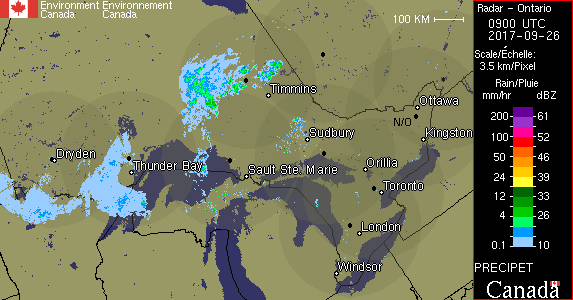 Environment Environnement
Canada Canada
100 KM
Timmins
Ottawa
N/O
Sudbury
Kingston
Dryden
Thunder Bay
Sault Ste. Marie
Orillia
Toronto
London
Windsor
Radar - Ontario
0900 UTC
2017-09-26
Scale/Échelle:
3.5 km/Pixel
Rain/Pluie
mm/hr dBZ
200 61
100 52
50 46
24 39
12 33
4 26
0.1 10
PRECIPET
Canada